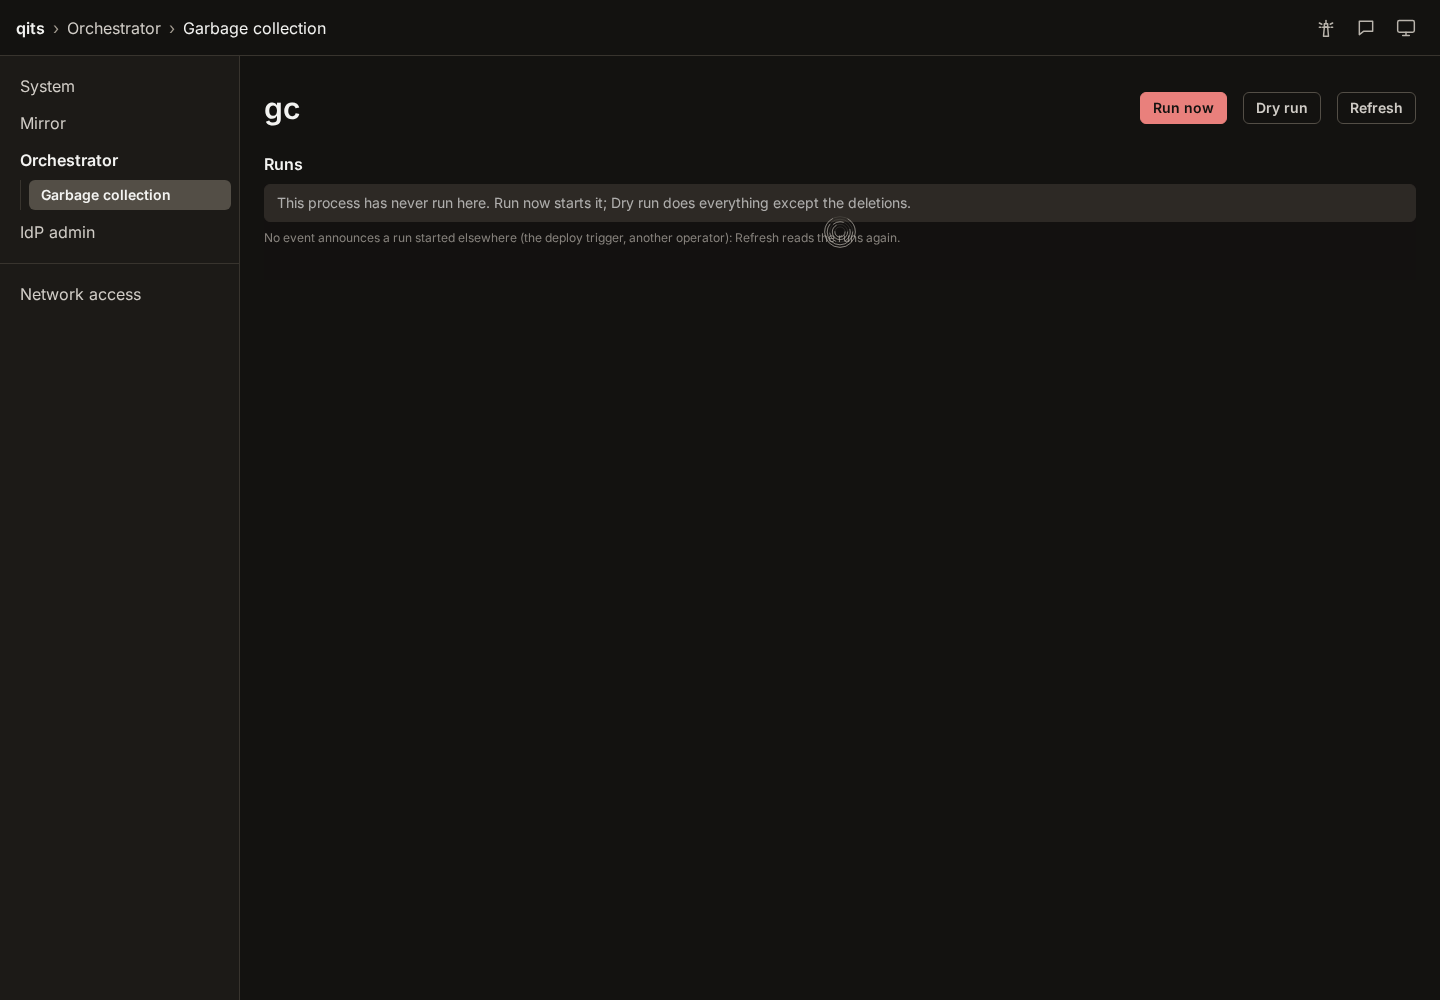 qits › Orchestrator › Garbage collection
System
Mirror
Orchestrator
Garbage collection
IdP admin
Network access
gc
Run now
Dry run
Refresh
Runs
This process has never run here. Run now starts it; Dry run does everything except the deletions.
No event announces a run started elsewhere (the deploy trigger, another operator): Refresh reads the runs again.